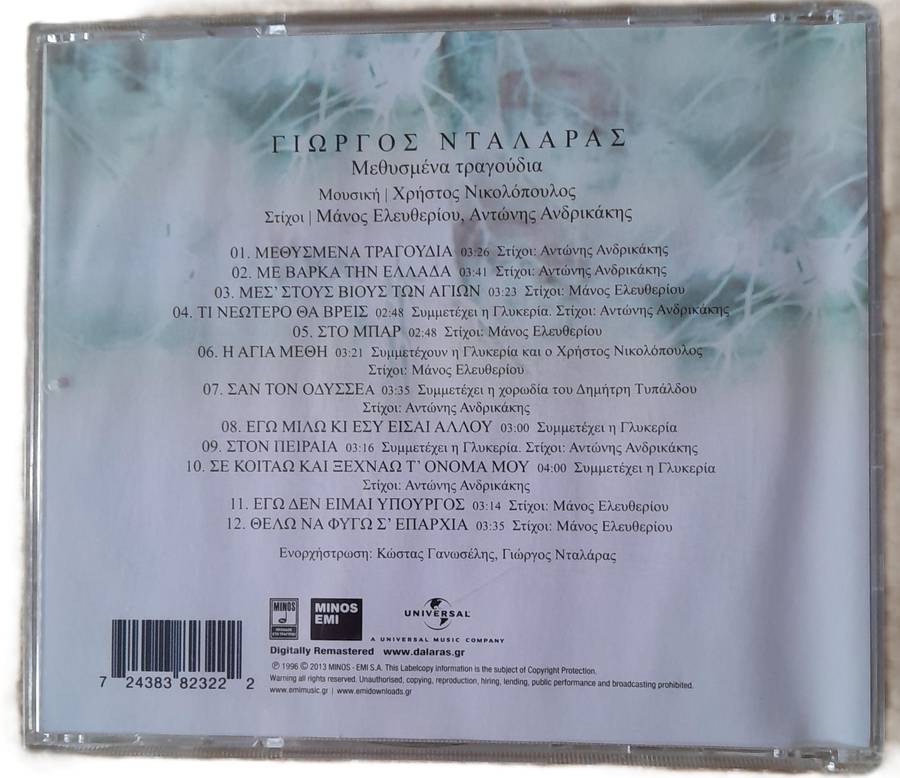 ΓΙΩΡΓΟΣ ΝΤΑΛΑΡΑΣ
Μεθυσμένα τραγούδια
Μουσική | Χρήστος Νικολόπουλος
Στίχοι | Μάνος Ελευθερίου, Αντώνης Ανδρικάκης
01. ΜΕΘΥΣΜΕΝΑ ΤΡΑΓΟΥΔΙΑ 03:26 Στίχοι: Αντώνης Ανδρικάκης
02. ΜΕ ΒΑΡΚΑ ΤΗΝ ΕΛΛΑΔΑ 03:41 Στίχοι: Αντώνης Ανδρικάκης
03. ΜΕΣ' ΣΤΟΥΣ ΒΙΟΥΣ ΤΩΝ ΑΓΙΩΝ 03:23 Στίχοι: Μάνος Ελευθερίου
04. ΤΙ ΝΕΩΤΕΡΟ ΘΑ ΒΡΕΙΣ 02:48 Συμμετέχει η Γλυκερία. Στίχοι: Αντώνης Ανδρικάκης
05. ΣΤΟ ΜΠΑΡ 02:48 Στίχοι: Μάνος Ελευθερίου
06. Η ΑΓΙΑ ΜΕΘΗ 03:21 Συμμετέχουν η Γλυκερία και ο Χρήστος Νικολόπουλος
Στίχοι: Μάνος Ελευθερίου
07. ΣΑΝ ΤΟΝ ΟΔΥΣΣΕΑ 03:35 Συμμετέχει η χορωδία του Δημήτρη Τυπάλδου
Στίχοι: Αντώνης Ανδρικάκης
08. ΕΓΩ ΜΙΛΩ ΚΙ ΕΣΥ ΕΙΣΑΙ ΑΛΛΟΥ 03:00 Συμμετέχει η Γλυκερία
09. ΣΤΟΝ ΠΕΙΡΑΙΑ 03:16 Συμμετέχει η Γλυκερία. Στίχοι: Αντώνης Ανδρικάκης
10. ΣΕ ΚΟΙΤΑΩ ΚΑΙ ΞΕΧΝΑΩ Τ' ΟΝΟΜΑ ΜΟΥ 04:00 Συμμετέχει η Γλυκερία
Στίχοι: Αντώνης Ανδρικάκης
11. ΕΓΩ ΔΕΝ ΕΙΜΑΙ ΥΠΟΥΡΓΟΣ 03:14 Στίχοι: Μάνος Ελευθερίου
12. ΘΕΛΩ ΝΑ ΦΥΓΩ Σ' ΕΠΑΡΧΙΑ 03:35 Στίχοι: Μάνος Ελευθερίου
Ενορχήστρωση: Κώστας Γανωσέλης, Γιώργος Νταλάρας
MINOS
MINOS EMI
UNIVERSAL
A UNIVERSAL MUSIC COMPANY
Digitally Remastered www.dalaras.gr
℗ 1996 © 2013 MINOS - EMI S.A. This Labelcopy information is the subject of Copyright Protection.
Warning all rights reserved. Unauthorised, copying, reproduction, hiring, lending, public performance and broadcasting prohibited.
www.emimusic.gr | www.emidownloads.gr
7 24383 82322 2